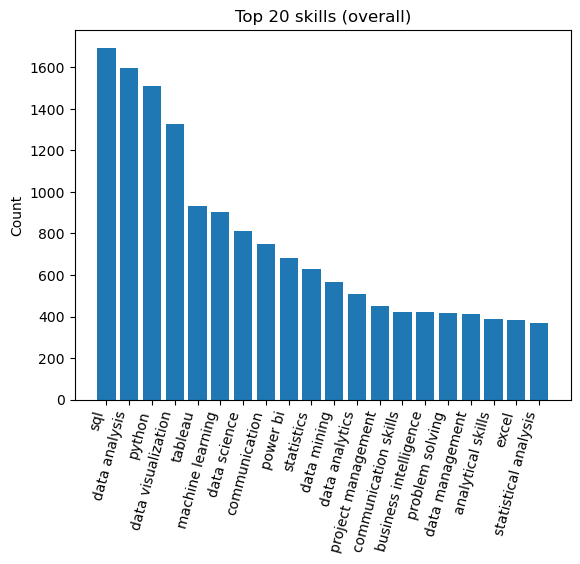 Top 20 skills (overall)
Count
1600
1400
1200
1000
800
600
400
200
0
sql
data analysis
python
data visualization
tableau
machine learning
data science
communication
power bi
statistics
data mining
data analytics
project management
communication skills
business intelligence
problem solving
data management
analytical skills
excel
statistical analysis